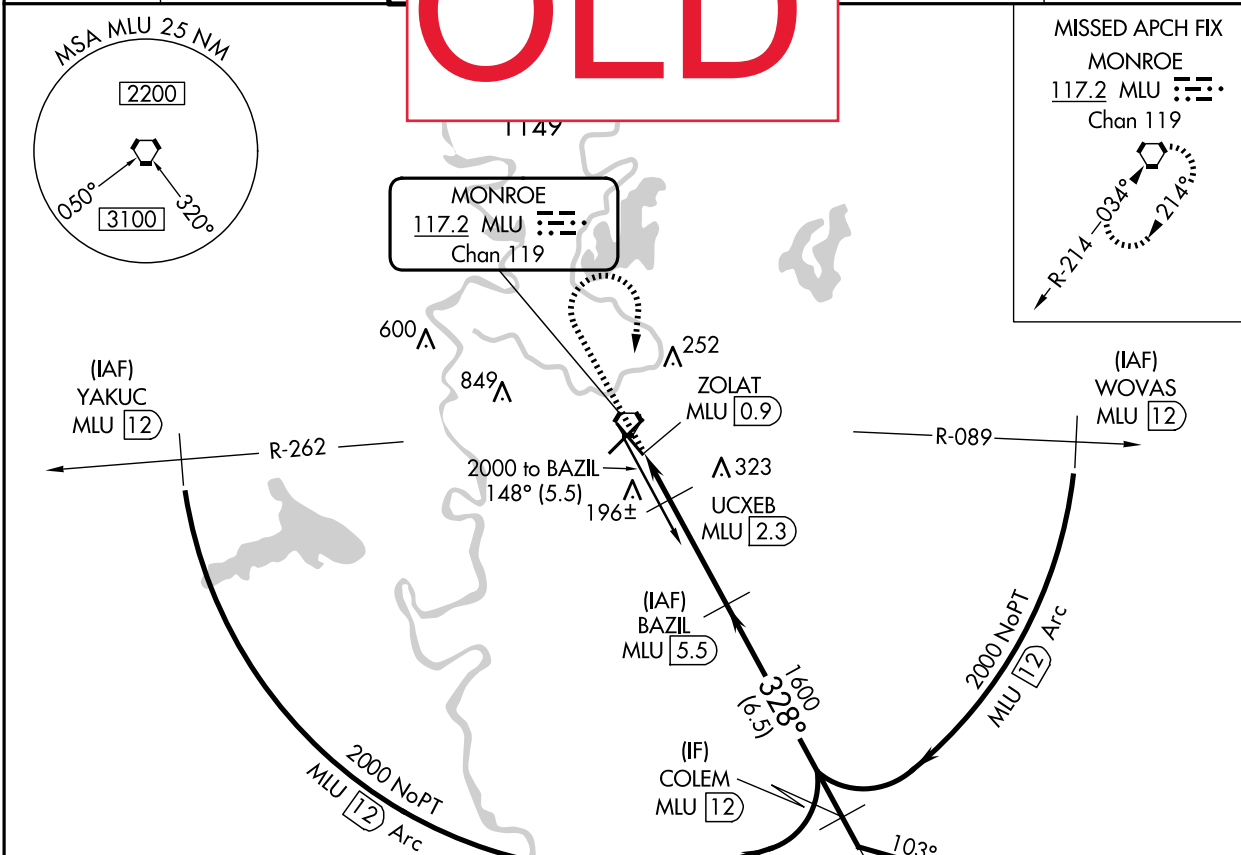 OLD
MSA MLU 25 NM
2200
050°
320°
3100
MISSED APCH FIX
MONROE
117.2 MLU
Chan 119
R-214
034°
214°
1149
MONROE
117.2 MLU
Chan 119
600
849
252
(IAF)
YAKUC
MLU 12
R-262
ZOLAT
MLU 0.9
(IAF)
WOVAS
MLU 12
R-089
2000 to BAZIL
148° (5.5)
196±
323
UCXEB
MLU 2.3
(IAF)
BAZIL
MLU 5.5
1600
328°
(6.5)
2000 NoPT
MLU 12 Arc
(IF)
COLEM
MLU 12
2000 NoPT
MLU 12 Arc
103°